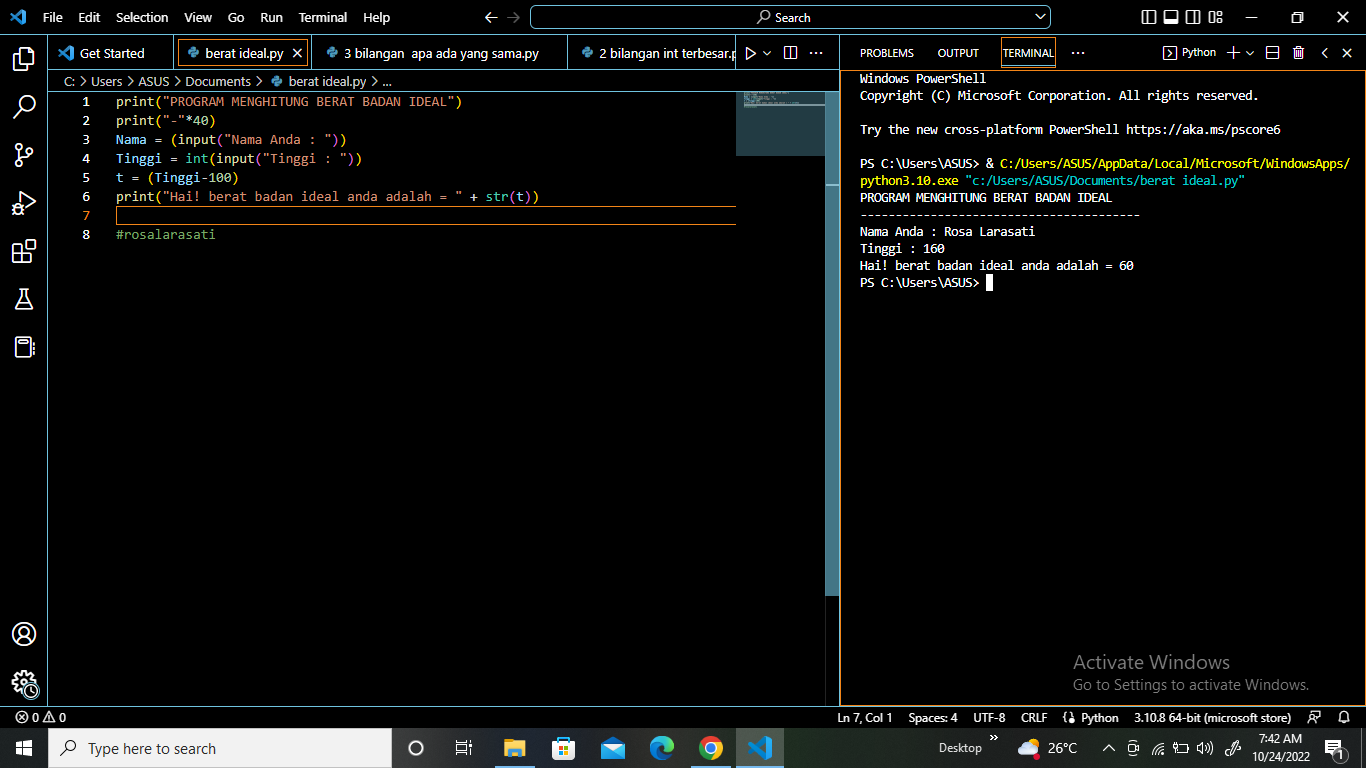 File Edit Selection View Go Run Terminal Help Search
Get Started berat ideal.py 3 bilangan  apa ada yang sama.py 2 bilangan int terbesar.p
C: > Users > ASUS > Documents > berat ideal.py > ...
1 print("PROGRAM MENGHITUNG BERAT BADAN IDEAL")
2 print("-"*40)
3 Nama = (input("Nama Anda : "))
4 Tinggi = int(input("Tinggi : "))
5 t = (Tinggi-100)
6 print("Hai! berat badan ideal anda adalah = " + str(t))
7
8 #rosalarasati
PROBLEMS OUTPUT TERMINAL ... Python
Windows PowerShell
Copyright (C) Microsoft Corporation. All rights reserved.
Try the new cross-platform PowerShell https://aka.ms/pscore6
PS C:\Users\ASUS> & C:/Users/ASUS/AppData/Local/Microsoft/WindowsApps/
python3.10.exe "c:/Users/ASUS/Documents/berat ideal.py"
PROGRAM MENGHITUNG BERAT BADAN IDEAL
----------------------------------------
Nama Anda : Rosa Larasati
Tinggi : 160
Hai! berat badan ideal anda adalah = 60
PS C:\Users\ASUS>
Activate Windows
Go to Settings to activate Windows.
0 0 Ln 7, Col 1 Spaces: 4 UTF-8 CRLF Python 3.10.8 64-bit (microsoft store)
Type here to search Desktop » 26°C 7:42 AM
10/24/2022 1